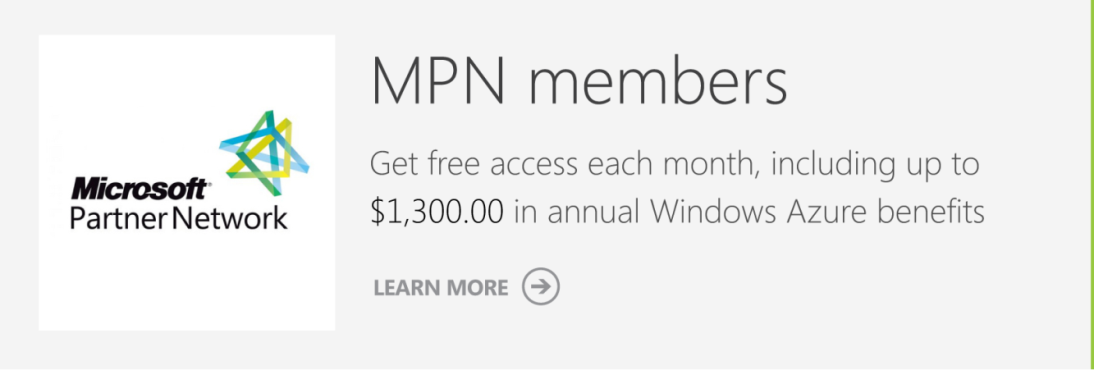 Microsoft
Partner Network
MPN members
Get free access each month, including up to
$1,300.00 in annual Windows Azure benefits
LEARN MORE